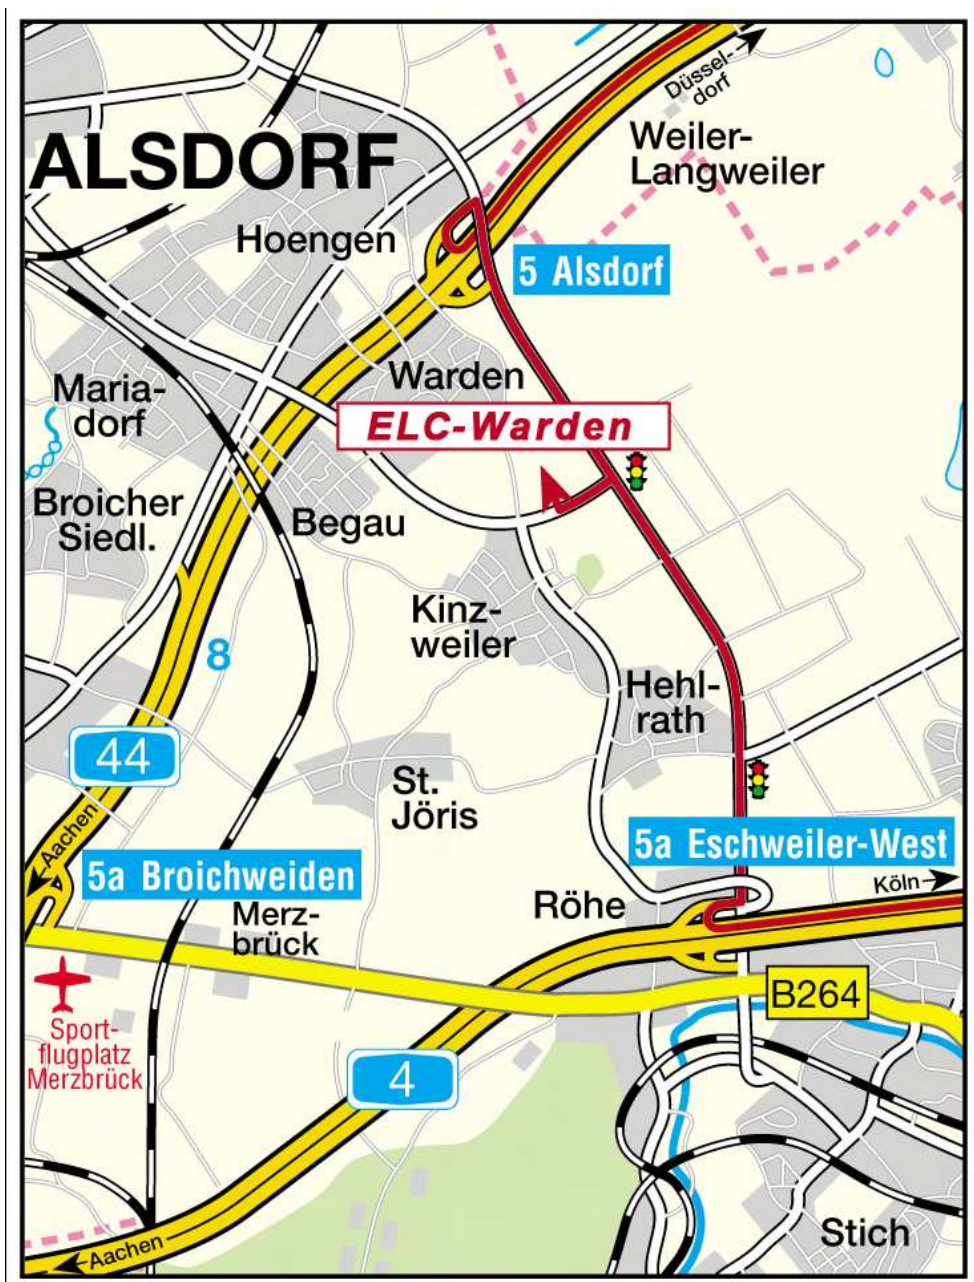 Düssel-
dorf
Weiler-
Langweiler
ALSDORF
Hoengen
5 Alsdorf
Warden
Maria-
dorf
ELC-Warden
Broicher
Siedl.
Begau
Kinz-
weiler
8
Hehl-
rath
44
St.
Jöris
Aachen
5a Eschweiler-West
5a Broichweiden
Köln
Röhe
Merz-
brück
B264
Sport-
flugplatz
Merzbrück
4
Stich
Aachen